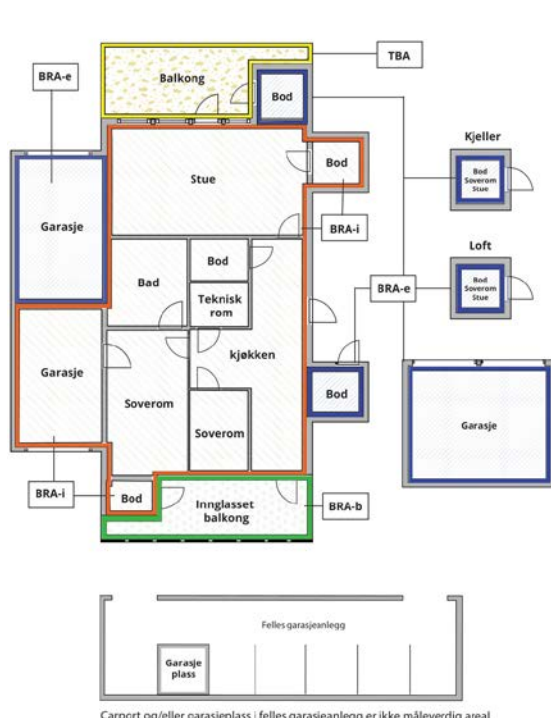 TBA
BRA-e
Balkong
Bod
Kjeller
Bod
Soverom
Stue
Stue
Bod
Garasje
BRA-i
Loft
Bod
Bad
Bod
Soverom
Stue
BRA-e
Teknisk
rom
kjøkken
Garasje
Soverom
Bod
Garasje
Soverom
BRA-i
Bod
Innglasset
balkong
BRA-b
Felles garasjeanlegg
Garasje
plass
Carport og/eller garasjeplass i felles garasjeanlegg er ikke måleverdig areal